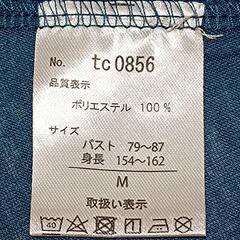 No. tc0856
品質表示
ポリエステル 100 %
サイズ
バスト 79~87
身長 154~162
M
取扱い表示
40